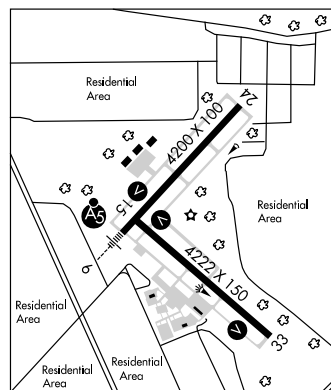 Residential
Area
24
4200 X 100
15
V
A5
V
Residential
Area
6
4222 X 150
V
33
Residential
Area
Residential
Area
Residential
Area